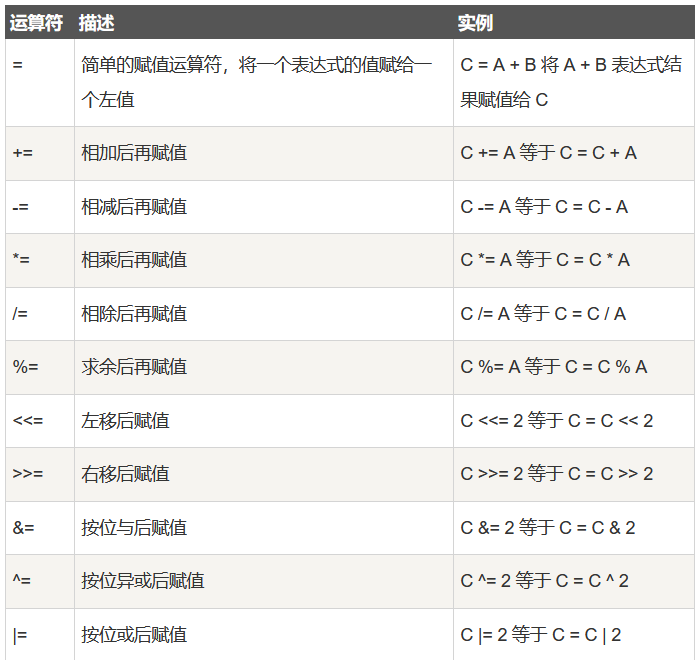 运算符 描述 实例
= 简单的赋值运算符，将一个表达式的值赋给一 C = A + B 将 A + B 表达式结
个左值 果赋值给 C
+= 相加后再赋值 C += A 等于 C = C + A
-= 相减后再赋值 C -= A 等于 C = C - A
*= 相乘后再赋值 C *= A 等于 C = C * A
/= 相除后再赋值 C /= A 等于 C = C / A
%= 求余后再赋值 C %= A 等于 C = C % A
<<= 左移后赋值 C <<= 2 等于 C = C << 2
>>= 右移后赋值 C >>= 2 等于 C = C >> 2
&= 按位与后赋值 C &= 2 等于 C = C & 2
^= 按位异或后赋值 C ^= 2 等于 C = C ^ 2
|= 按位或后赋值 C |= 2 等于 C = C | 2